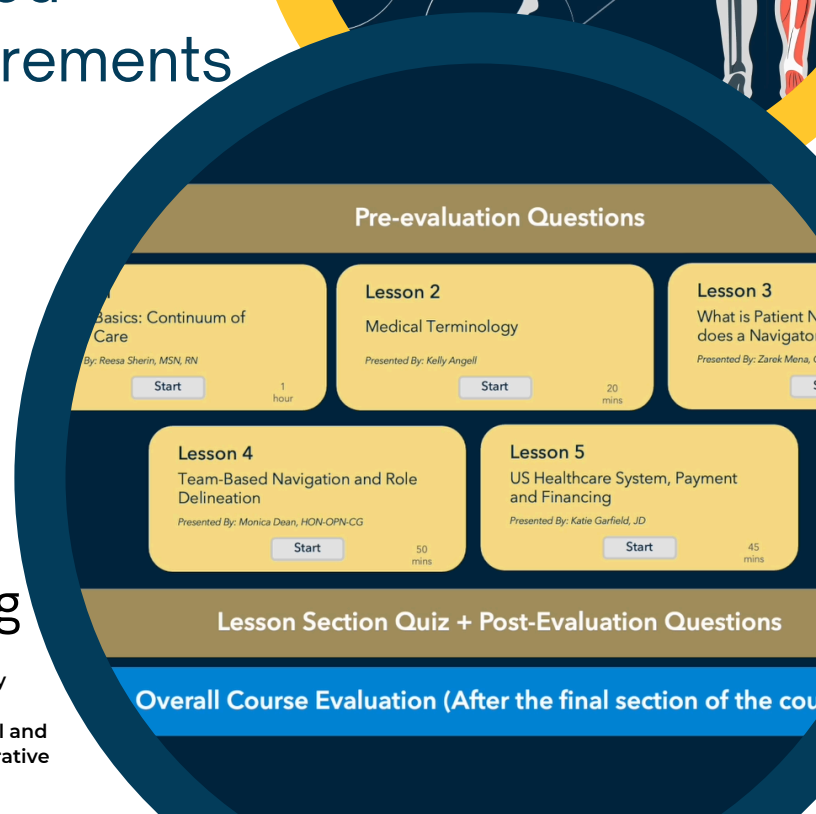 rements
Pre-evaluation Questions
Lesson 2
Medical Terminology
Presented By: Kelly Angell
Start
20
mins
Basics: Continuum of
Care
By: Reesa Sherin, MSN, RN
Start
1
hour
Lesson 3
What is Patient N
does a Navigato
Presented By: Zarek Mena,
Lesson 4
Team-Based Navigation and Role
Delineation
Presented By: Monica Dean, HON-OPN-CG
Start
50
mins
Lesson 5
US Healthcare System, Payment
and Financing
Presented By: Katie Garfield, JD
Start
45
mins
Lesson Section Quiz + Post-Evaluation Questions
Overall Course Evaluation (After the final section of the cou
g
y
l and
rative